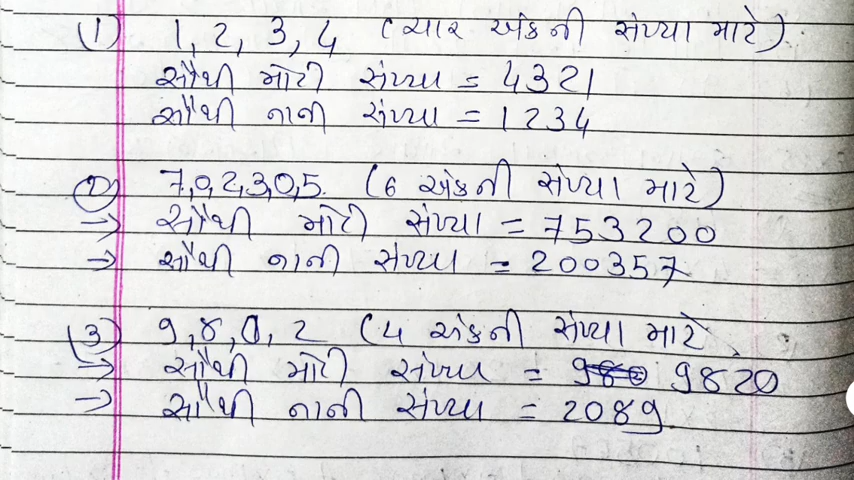 (1) 1, 2, 3, 4 (ચાર અંકની સંખ્યા માટે)
સૌથી મોટી સંખ્યા = 4321
સૌથી નાની સંખ્યા = 1234
(2) 7,0,2,3,0,5. (6 અંકની સંખ્યા માટે)
→ સૌથી મોટી સંખ્યા = 753200
→ સૌથી નાની સંખ્યા = 200357
(3) 9, 8, 0, 2 (4 અંકની સંખ્યા માટે
→ સૌથી મોટી સંખ્યા = 9820
→ સૌથી નાની સંખ્યા = 2089.